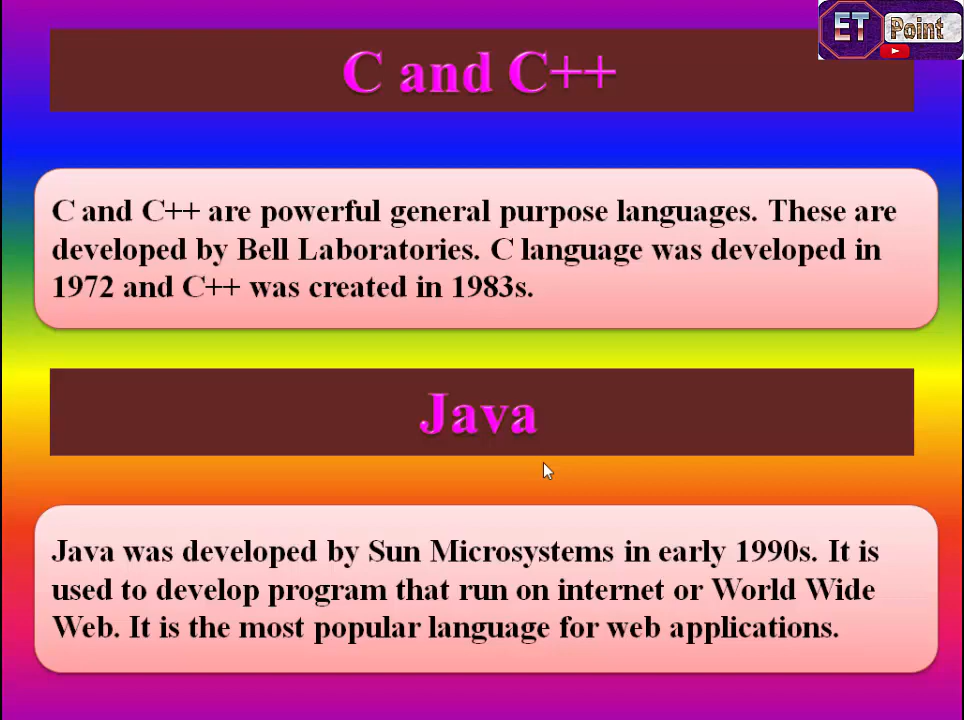 ET Point
C and C++
C and C++ are powerful general purpose languages. These are
developed by Bell Laboratories. C language was developed in
1972 and C++ was created in 1983s.
Java
Java was developed by Sun Microsystems in early 1990s. It is
used to develop program that run on internet or World Wide
Web. It is the most popular language for web applications.